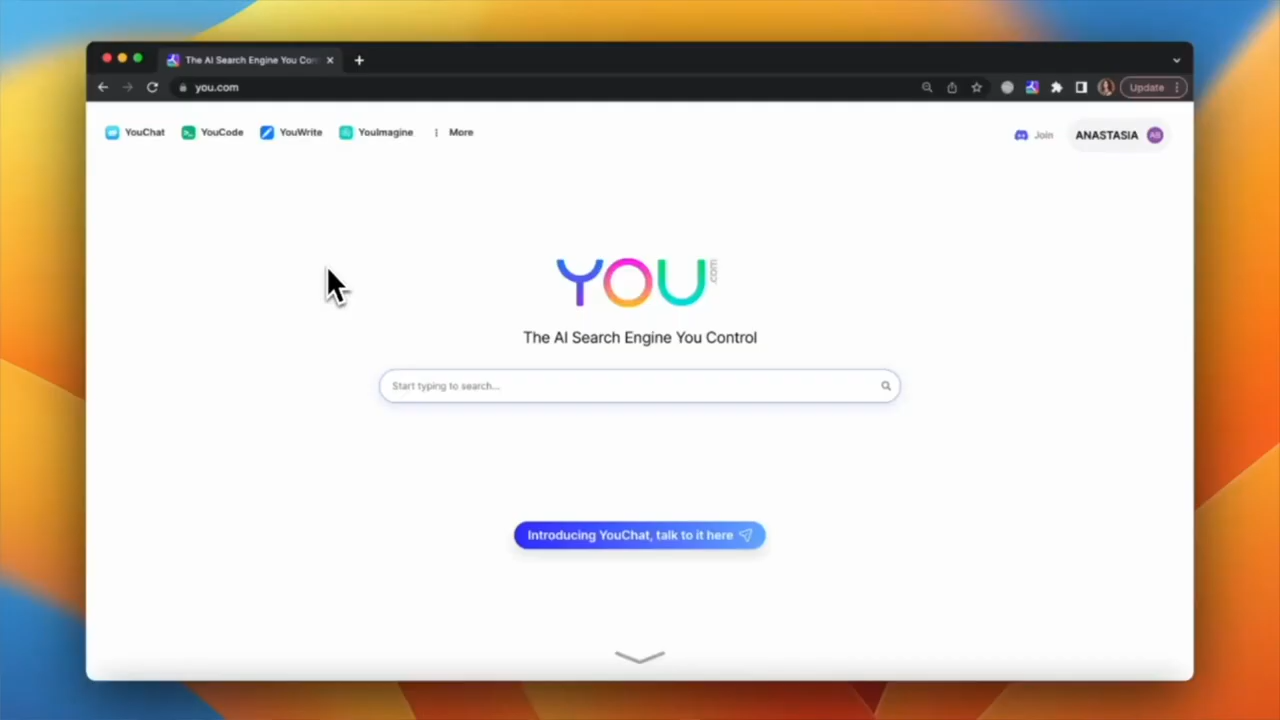 The AI Search Engine You Con
you.com
Update
YouChat YouCode YouWrite YouImagine More
Join ANASTASIA AB
YOU.com
The AI Search Engine You Control
Start typing to search...
Introducing YouChat, talk to it here